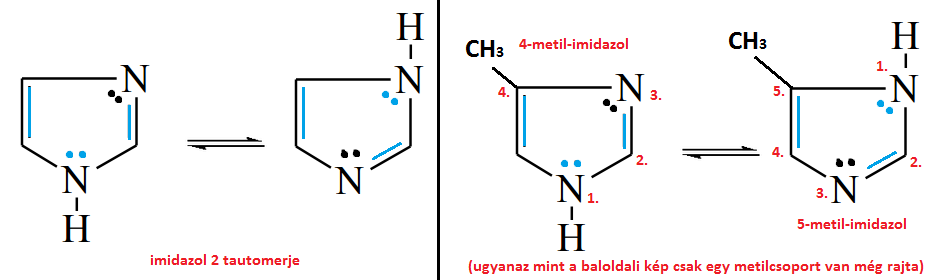 N
N
H
H
N
N
imidazol 2 tautomerje
CH3
4-metil-imidazol
4.
N
3.
2.
N
1.
H
CH3
H
1.
5.
N
4.
2.
3.
N
5-metil-imidazol
(ugyanaz mint a baloldali kép csak egy metilcsoport van még rajta)